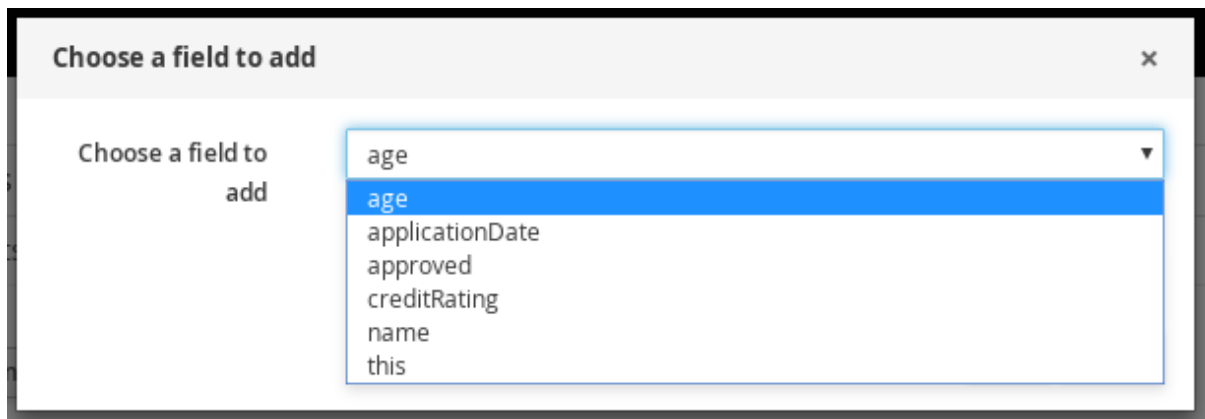 Choose a field to add
×
Choose a field to
add
age
age
applicationDate
approved
creditRating
name
this